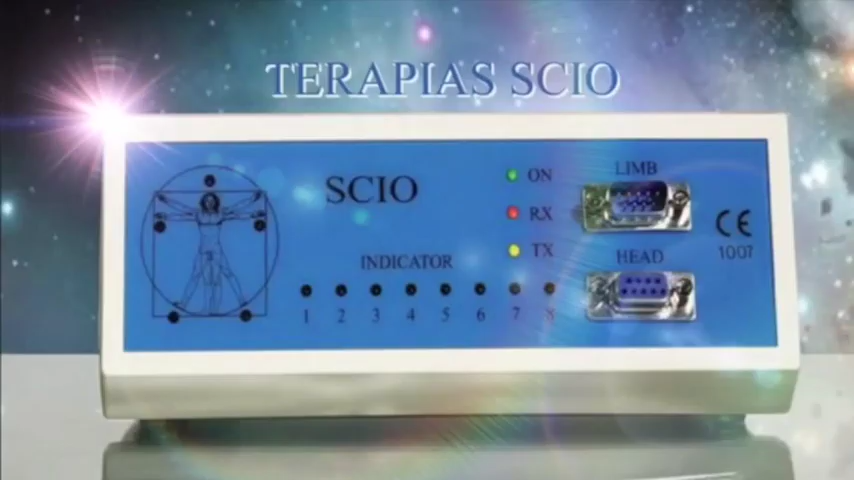 TERAPIAS SCIO
SCIO
INDICATOR
1 2 3 4 5 6 7 8
ON
RX
TX
LIMB
HEAD
CE
1007